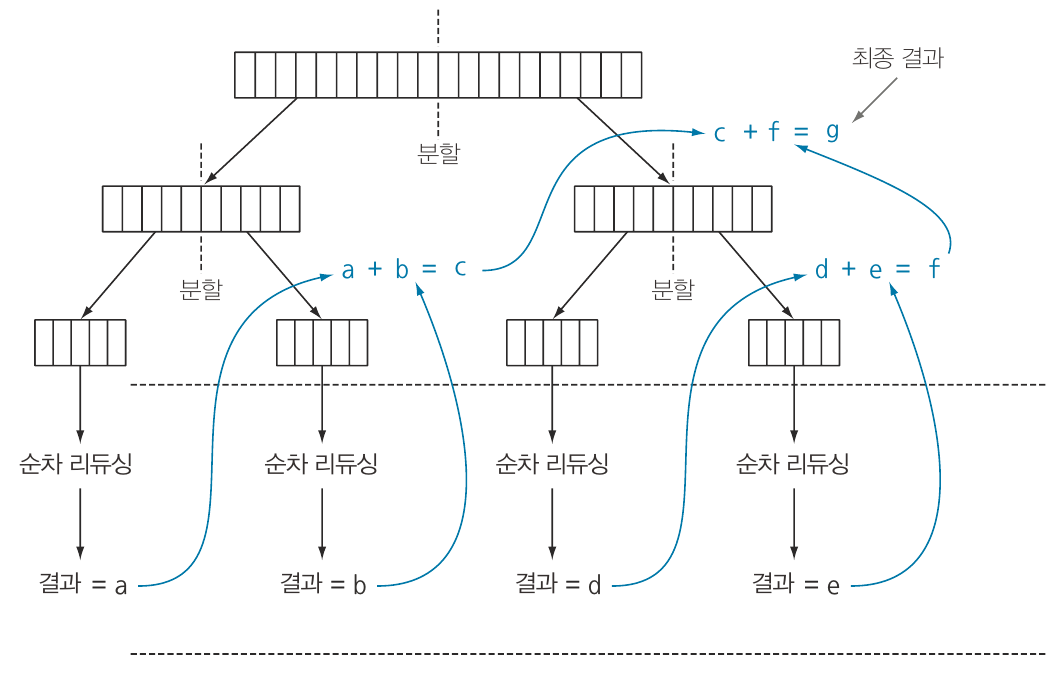 최종 결과
c + f = g
분할
a + b = c
d + e = f
분할
분할
순차 리듀싱
순차 리듀싱
순차 리듀싱
순차 리듀싱
결과 = a
결과 = b
결과 = d
결과 = e